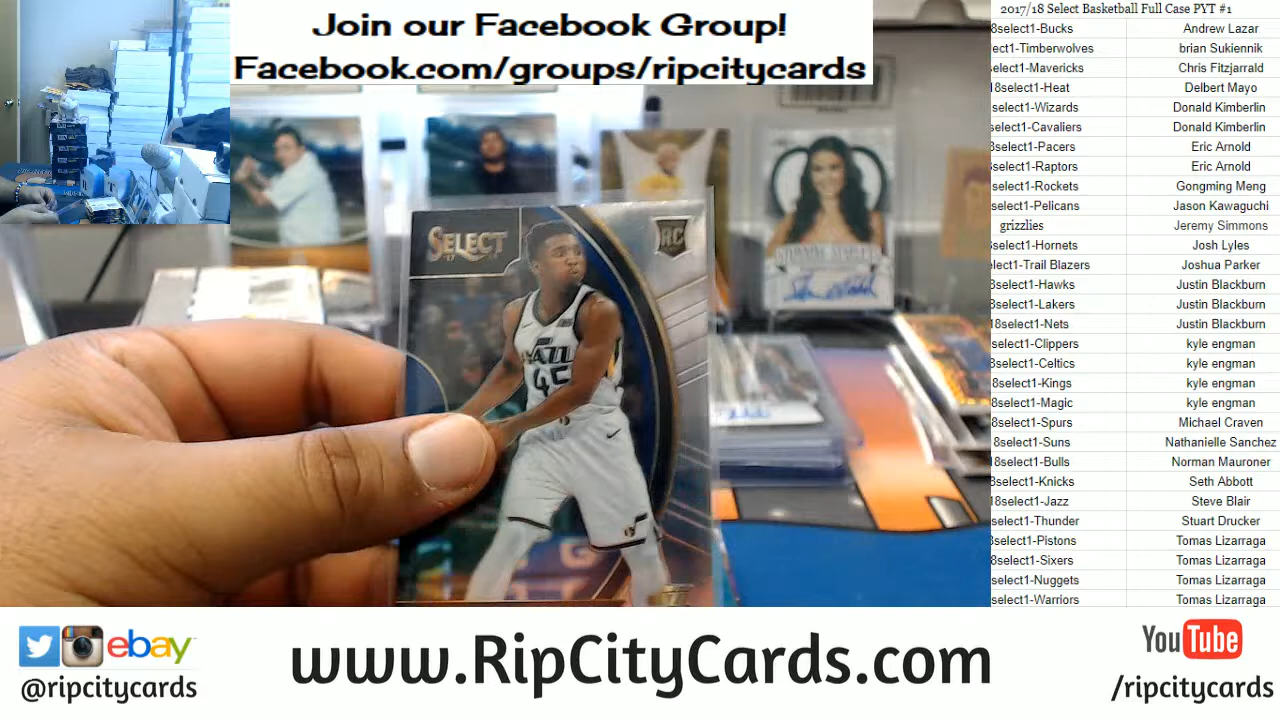 Join our Facebook Group!
Facebook.com/groups/ripcitycards
2017/18 Select Basketball Full Case PYT #1
8select1-Bucks Andrew Lazar
ect1-Timberwolves brian Sukiennik
select1-Mavericks Chris Fitzjarrald
18select1-Heat Delbert Mayo
select1-Wizards Donald Kimberlin
select1-Cavaliers Donald Kimberlin
8select1-Pacers Eric Arnold
select1-Raptors Eric Arnold
select1-Rockets Gongming Meng
select1-Pelicans Jason Kawaguchi
grizzlies Jeremy Simmons
select1-Hornets Josh Lyles
lect1-Trail Blazers Joshua Parker
8select1-Hawks Justin Blackburn
8select1-Lakers Justin Blackburn
18select1-Nets Justin Blackburn
select1-Clippers kyle engman
8select1-Celtics kyle engman
8select1-Kings kyle engman
8select1-Magic kyle engman
8select1-Spurs Michael Craven
8select1-Suns Nathanielle Sanchez
18select1-Bulls Norman Mauroner
8select1-Knicks Seth Abbott
18select1-Jazz Steve Blair
select1-Thunder Stuart Drucker
select1-Pistons Tomas Lizarraga
8select1-Sixers Tomas Lizarraga
select1-Nuggets Tomas Lizarraga
select1-Warriors Tomas Lizarraga
SELECT
RC
45
ebay
@ripcitycards
www.RipCityCards.com
YouTube
/ripcitycards